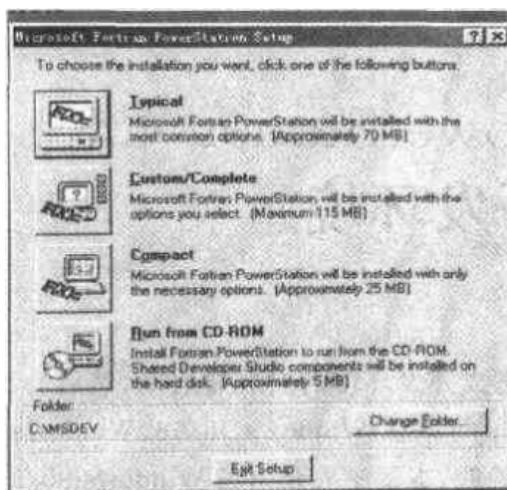 Microsoft Fortran PowerStation Setup
To choose the installation you want, click one of the following buttons.
Typical
Microsoft Fortran PowerStation will be installed with the
most common options. (Approximately 70 MB)
Custom/Complete
Microsoft Fortran PowerStation will be installed with the
options you select. (Maximum 115 MB)
Compact
Microsoft Fortran PowerStation will be installed with only
the necessary options. (Approximately 25 MB)
Run from CD-ROM
Install Fortran PowerStation to run from the CD-ROM.
Shared Developer Studio components will be installed on
the hard disk. (Approximately 5 MB)
Folder:
C:\MSDEV
Change Folder...
Exit Setup